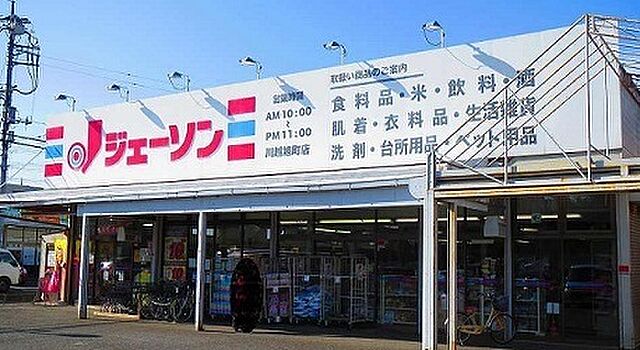 ジェーソン
営業時間
AM10:00
~
PM11:00
川越旭町店
取扱い商品のご案内
食料品・米・飲料・酒
肌着・衣料品・生活雑貨
洗剤・台所用品・ペット用品